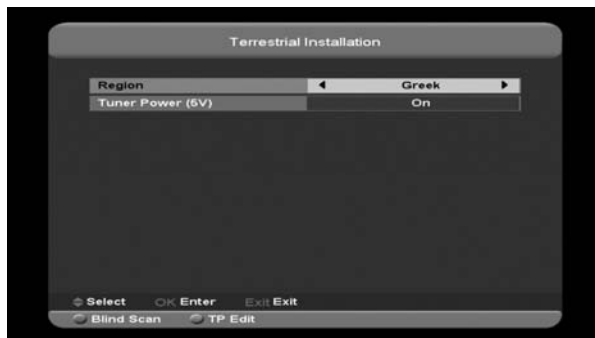 Terrestrial Installation
Region Greek
Tuner Power (5V) On
Select OK Enter Exit Exit
Blind Scan TP Edit